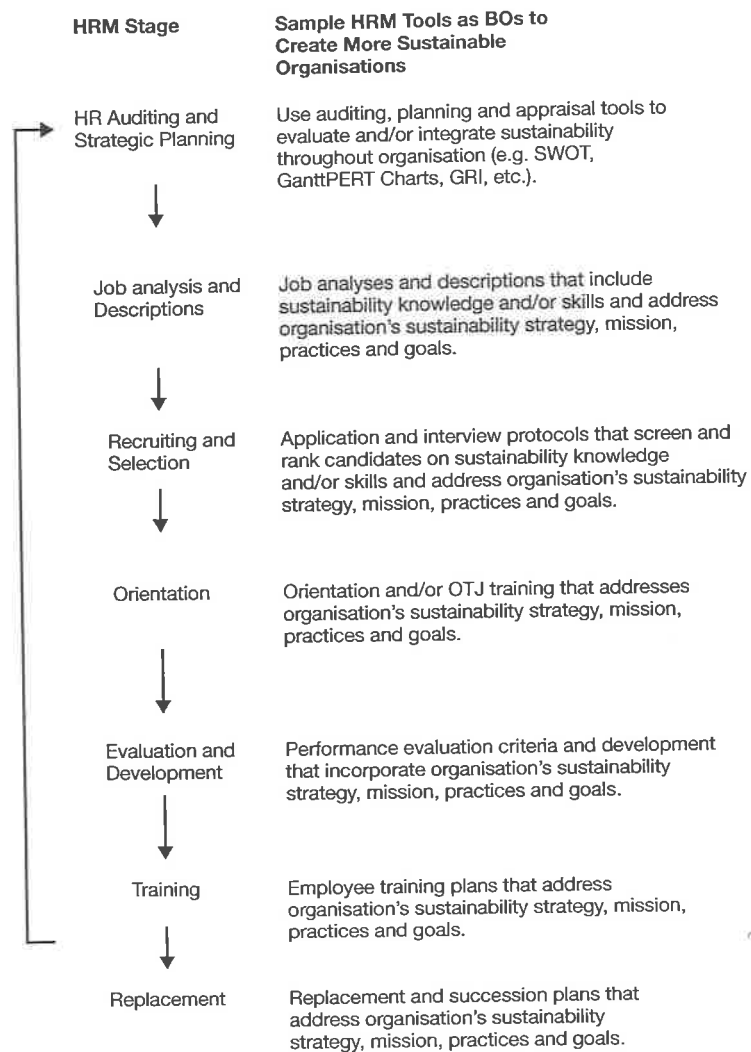 HRM Stage
Sample HRM Tools as BOs to
Create More Sustainable
Organisations
HR Auditing and
Strategic Planning
Use auditing, planning and appraisal tools to
evaluate and/or integrate sustainability
throughout organisation (e.g. SWOT,
GanttPERT Charts, GRI, etc.).
Job analysis and
Descriptions
Job analyses and descriptions that include
sustainability knowledge and/or skills and address
organisation's sustainability strategy, mission,
practices and goals.
Recruiting and
Selection
Application and interview protocols that screen and
rank candidates on sustainability knowledge
and/or skills and address organisation's sustainability
strategy, mission, practices and goals.
Orientation
Orientation and/or OTJ training that addresses
organisation's sustainability strategy, mission,
practices and goals.
Evaluation and
Development
Performance evaluation criteria and development
that incorporate organisation's sustainability
strategy, mission, practices and goals.
Training
Employee training plans that address
organisation's sustainability strategy, mission,
practices and goals.
Replacement
Replacement and succession plans that
address organisation's sustainability
strategy, mission, practices and goals.